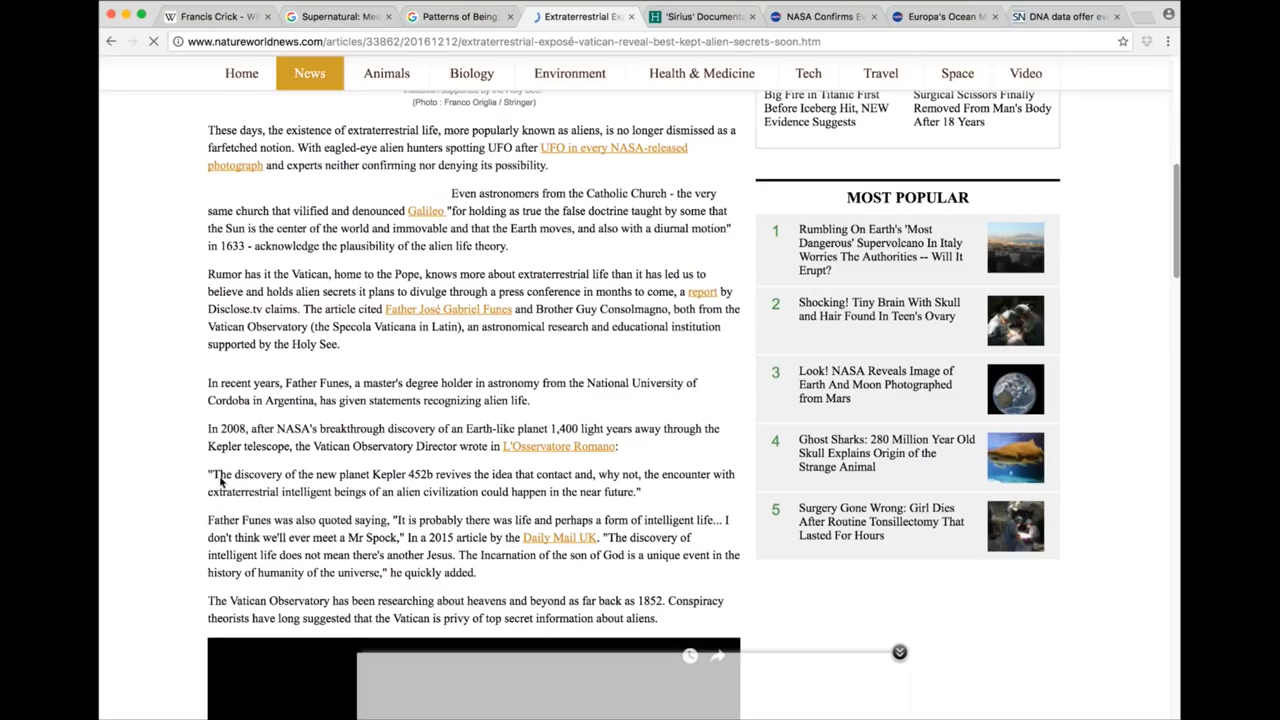 Francis Crick - Wi
Supernatural: Mee
Patterns of Being
Extraterrestrial Ex
'Sirius' Documenta
NASA Confirms Ev
Europa's Ocean M
DNA data offer evi
www.natureworldnews.com/articles/33862/20161212/extraterrestrial-exposé-vatican-reveal-best-kept-alien-secrets-soon.htm
Home News Animals Biology Environment Health & Medicine Tech Travel Space Video
(Photo : Franco Origlia / Stringer)
These days, the existence of extraterrestrial life, more popularly known as aliens, is no longer dismissed as a
farfetched notion. With eagled-eye alien hunters spotting UFO after UFO in every NASA-released
photograph and experts neither confirming nor denying its possibility.
Even astronomers from the Catholic Church - the very
same church that vilified and denounced Galileo "for holding as true the false doctrine taught by some that
the Sun is the center of the world and immovable and that the Earth moves, and also with a diurnal motion"
in 1633 - acknowledge the plausibility of the alien life theory.
Rumor has it the Vatican, home to the Pope, knows more about extraterrestrial life than it has led us to
believe and holds alien secrets it plans to divulge through a press conference in months to come, a report by
Disclose.tv claims. The article cited Father José Gabriel Funes and Brother Guy Consolmagno, both from the
Vatican Observatory (the Specola Vaticana in Latin), an astronomical research and educational institution
supported by the Holy See.
In recent years, Father Funes, a master's degree holder in astronomy from the National University of
Cordoba in Argentina, has given statements recognizing alien life.
In 2008, after NASA's breakthrough discovery of an Earth-like planet 1,400 light years away through the
Kepler telescope, the Vatican Observatory Director wrote in L'Osservatore Romano:
"The discovery of the new planet Kepler 452b revives the idea that contact and, why not, the encounter with
extraterrestrial intelligent beings of an alien civilization could happen in the near future."
Father Funes was also quoted saying, "It is probably there was life and perhaps a form of intelligent life... I
don't think we'll ever meet a Mr Spock," In a 2015 article by the Daily Mail UK. "The discovery of
intelligent life does not mean there's another Jesus. The Incarnation of the son of God is a unique event in the
history of humanity of the universe," he quickly added.
The Vatican Observatory has been researching about heavens and beyond as far back as 1852. Conspiracy
theorists have long suggested that the Vatican is privy of top secret information about aliens.
Big Fire in Titanic First
Before Iceberg Hit, NEW
Evidence Suggests
Surgical Scissors Finally
Removed From Man's Body
After 18 Years
MOST POPULAR
1
Rumbling On Earth's 'Most
Dangerous' Supervolcano In Italy
Worries The Authorities -- Will It
Erupt?
2
Shocking! Tiny Brain With Skull
and Hair Found In Teen's Ovary
3
Look! NASA Reveals Image of
Earth And Moon Photographed
from Mars
4
Ghost Sharks: 280 Million Year Old
Skull Explains Origin of the
Strange Animal
5
Surgery Gone Wrong: Girl Dies
After Routine Tonsillectomy That
Lasted For Hours